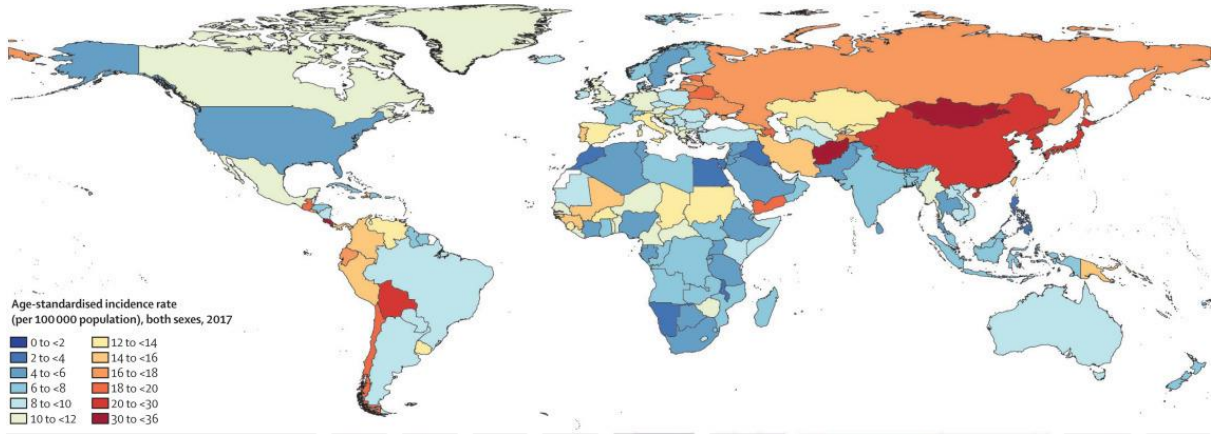 Age-standardised incidence rate
(per 100 000 population), both sexes, 2017
0 to <2
2 to <4
4 to <6
6 to <8
8 to <10
10 to <12
12 to <14
14 to <16
16 to <18
18 to <20
20 to <30
30 to <36